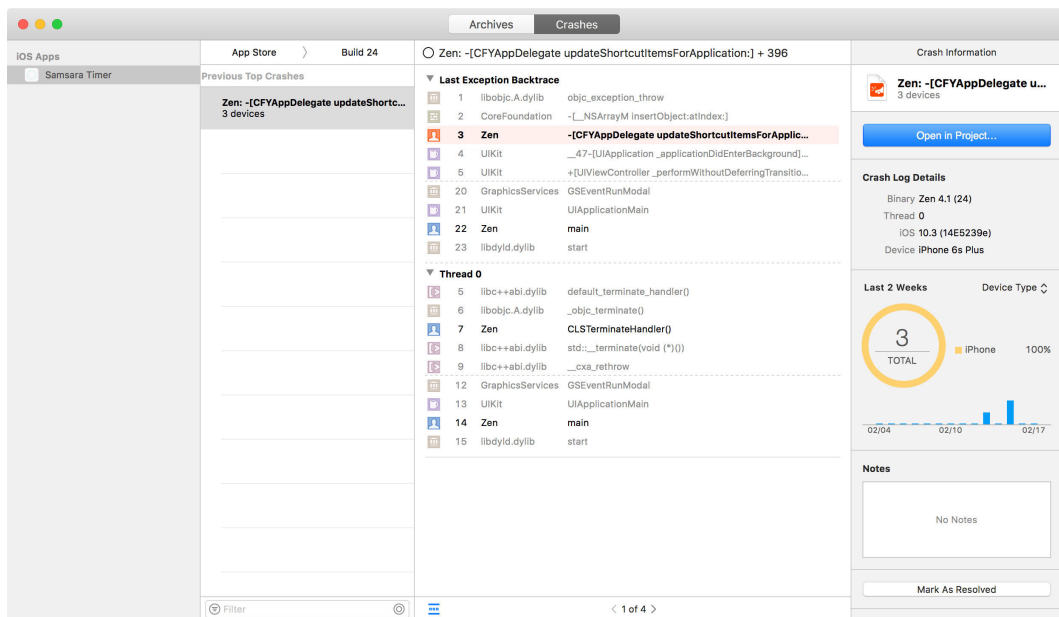 Archives Crashes
iOS Apps
Samsara Timer
App Store Build 24
Previous Top Crashes
Zen: -[CFYAppDelegate updateShortc...
3 devices
Filter
Zen: -[CFYAppDelegate updateShortcutItemsForApplication:] + 396
Last Exception Backtrace
1 libobjc.A.dylib objc_exception_throw
2 CoreFoundation -[__NSArrayM insertObject:atIndex:]
3 Zen -[CFYAppDelegate updateShortcutItemsForApplic...
4 UIKit __47-[UIApplication _applicationDidEnterBackground]...
5 UIKit +[UIViewController _performWithoutDeferringTransitio...
20 GraphicsServices GSEventRunModal
21 UIKit UIApplicationMain
22 Zen main
23 libdyld.dylib start
Thread 0
5 libc++abi.dylib default_terminate_handler()
6 libobjc.A.dylib _objc_terminate()
7 Zen CLSTerminateHandler()
8 libc++abi.dylib std::__terminate(void (*)())
9 libc++abi.dylib __cxa_rethrow
12 GraphicsServices GSEventRunModal
13 UIKit UIApplicationMain
14 Zen main
15 libdyld.dylib start
1 of 4
Crash Information
Zen: -[CFYAppDelegate u...
3 devices
Open in Project...
Crash Log Details
Binary Zen 4.1 (24)
Thread 0
iOS 10.3 (14E5239e)
Device iPhone 6s Plus
Last 2 Weeks Device Type
3
TOTAL
iPhone 100%
02/04 02/10 02/17
Notes
No Notes
Mark As Resolved